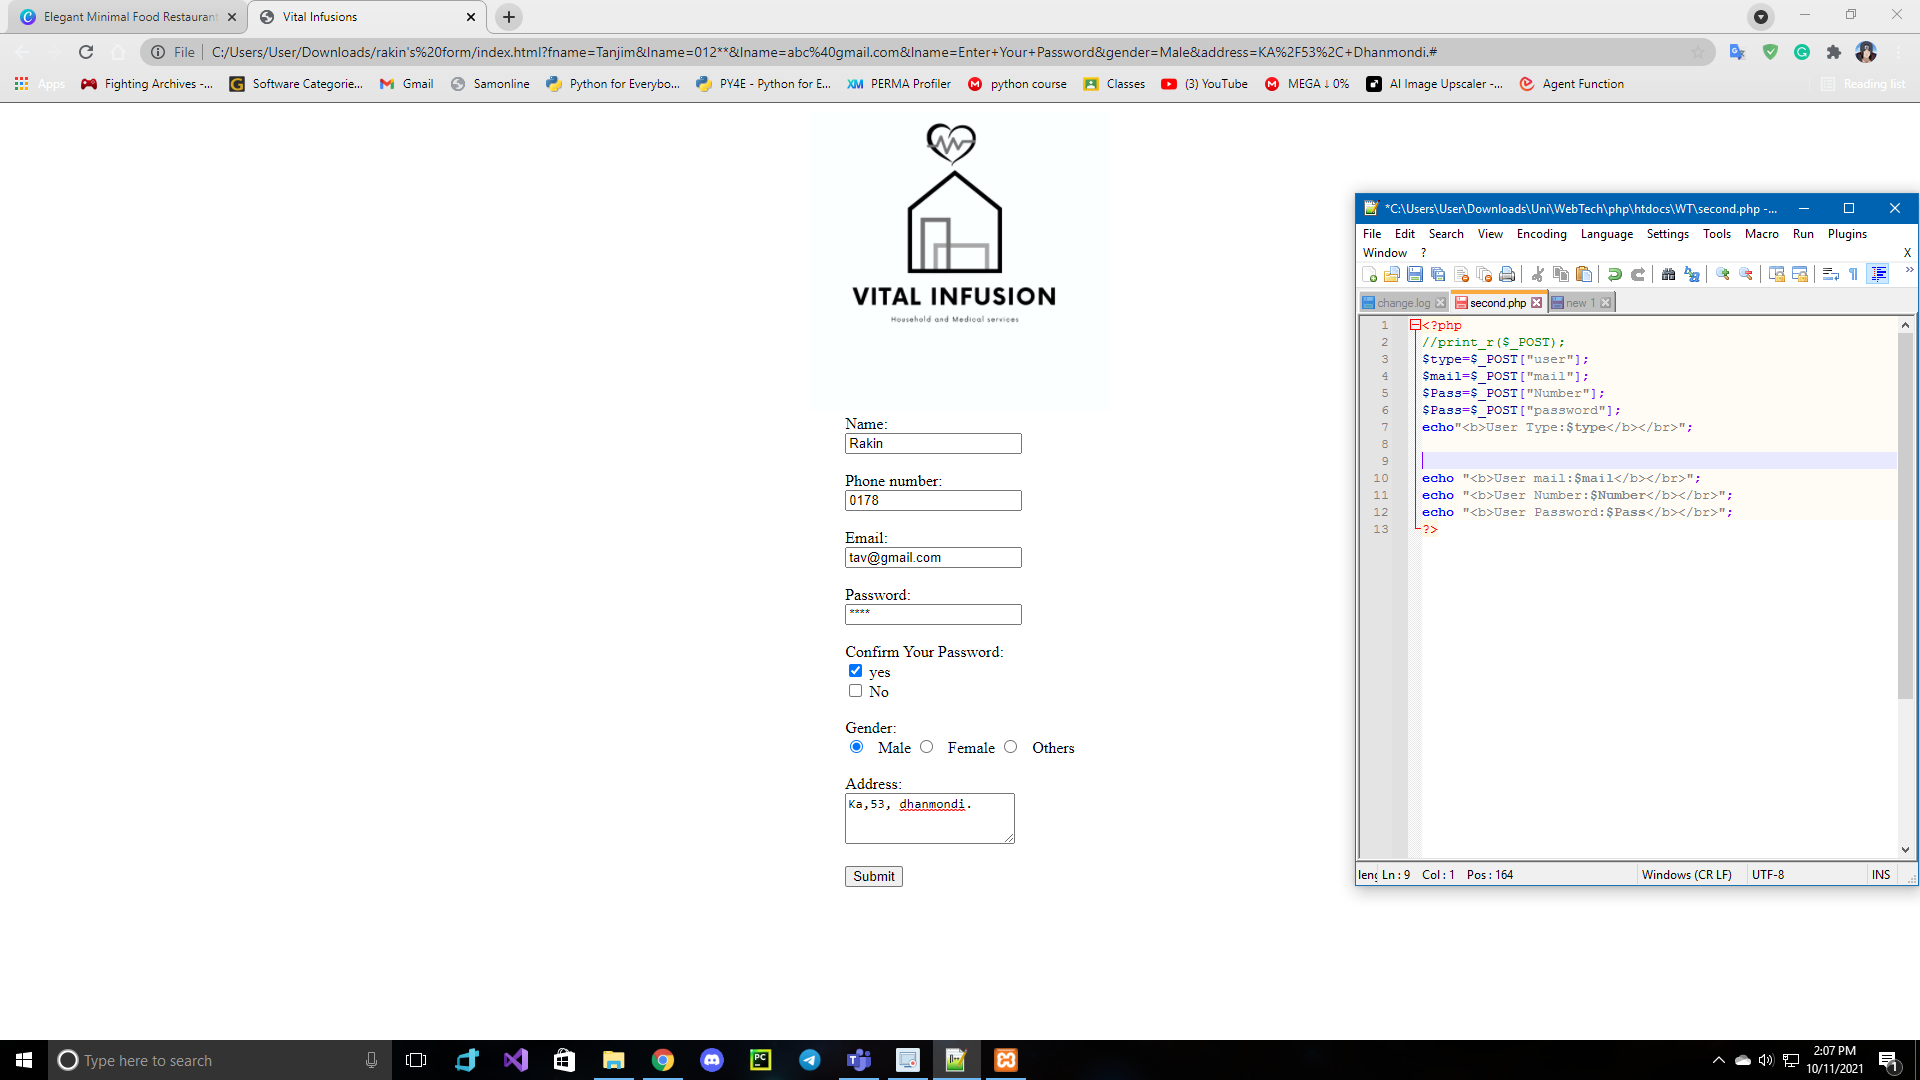 Elegant Minimal Food Restaurant
Vital Infusions
File
C:/Users/User/Downloads/rakin's%20form/index.html?fname=Tanjim&lname=012**&lname=abc%40gmail.com&lname=Enter+Your+Password&gender=Male&address=KA%2F53%2C+Dhanmondi.#
Apps
Fighting Archives -...
Software Categorie...
Gmail
Samonline
Python for Everybo...
PY4E - Python for E...
PERMA Profiler
python course
Classes
(3) YouTube
MEGA ↓ 0%
AI Image Upscaler -...
Agent Function
Reading list
VITAL INFUSION
Household and Medical services
Name:
Rakin
Phone number:
0178
Email:
tav@gmail.com
Password:
****
Confirm Your Password:
yes
No
Gender:
Male Female Others
Address:
Ka,53, dhanmondi.
Submit
*C:\Users\User\Downloads\Uni\WebTech\php\htdocs\WT\second.php -...
File Edit Search View Encoding Language Settings Tools Macro Run Plugins
Window ? X
change.log second.php new 1
1 <?php
2 //print_r($_POST);
3 $type=$_POST["user"];
4 $mail=$_POST["mail"];
5 $Pass=$_POST["Number"];
6 $Pass=$_POST["password"];
7 echo"<b>User Type:$type</b></br>";
8
9
10 echo "<b>User mail:$mail</b></br>";
11 echo "<b>User Number:$Number</b></br>";
12 echo "<b>User Password:$Pass</b></br>";
13 ?>
leng Ln : 9 Col : 1 Pos : 164 Windows (CR LF) UTF-8 INS
Type here to search
2:07 PM
10/11/2021
1